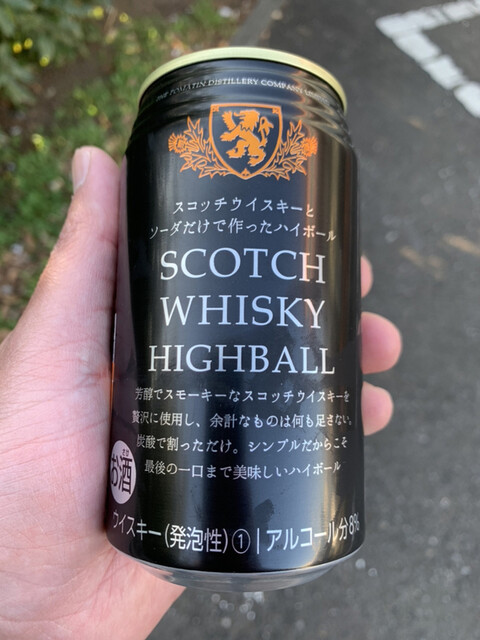 THE TOMATIN DISTILLERY COMPANY
スコッチウイスキーと
ソーダだけで作ったハイボール
SCOTCH
WHISKY
HIGHBALL
芳醇でスモーキーなスコッチウイスキーを
贅沢に使用し、余計なものは何も足さない。
炭酸で割っただけ。シンプルだからこそ
最後の一口まで美味しいハイボール
お酒
ウイスキー(発泡性)①|アルコール分8%